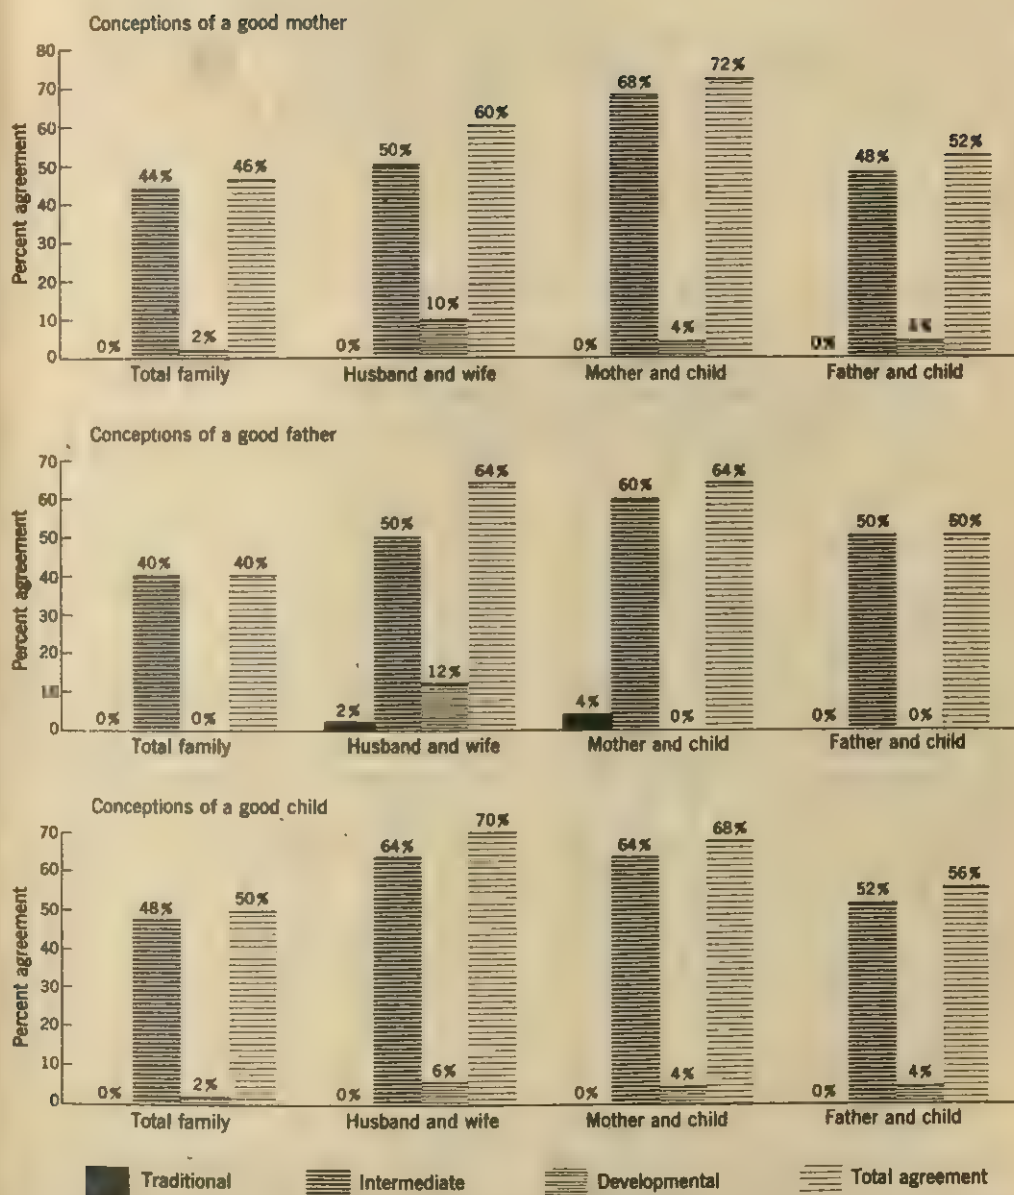 Conceptions of a good mother
Percent agreement
80
70
60
50
40
30
20
10
0
0% 44% 2% 46%
0% 50% 10% 60%
0% 68% 4% 72%
0% 48% 52%
Total family Husband and wife Mother and child Father and child
Conceptions of a good father
Percent agreement
70
60
50
40
30
20
0
0% 40% 0% 40%
2% 50% 12% 64%
4% 60% 0% 64%
0% 50% 0% 50%
Total family Husband and wife Mother and child Father and child
Conceptions of a good child
Percent agreement
70
60
50
40
30
20
10
0
0% 48% 2% 50%
0% 64% 6% 70%
0% 64% 4% 68%
0% 52% 4% 56%
Total family Husband and wife Mother and child Father and child
Traditional Intermediate Developmental Total agreement